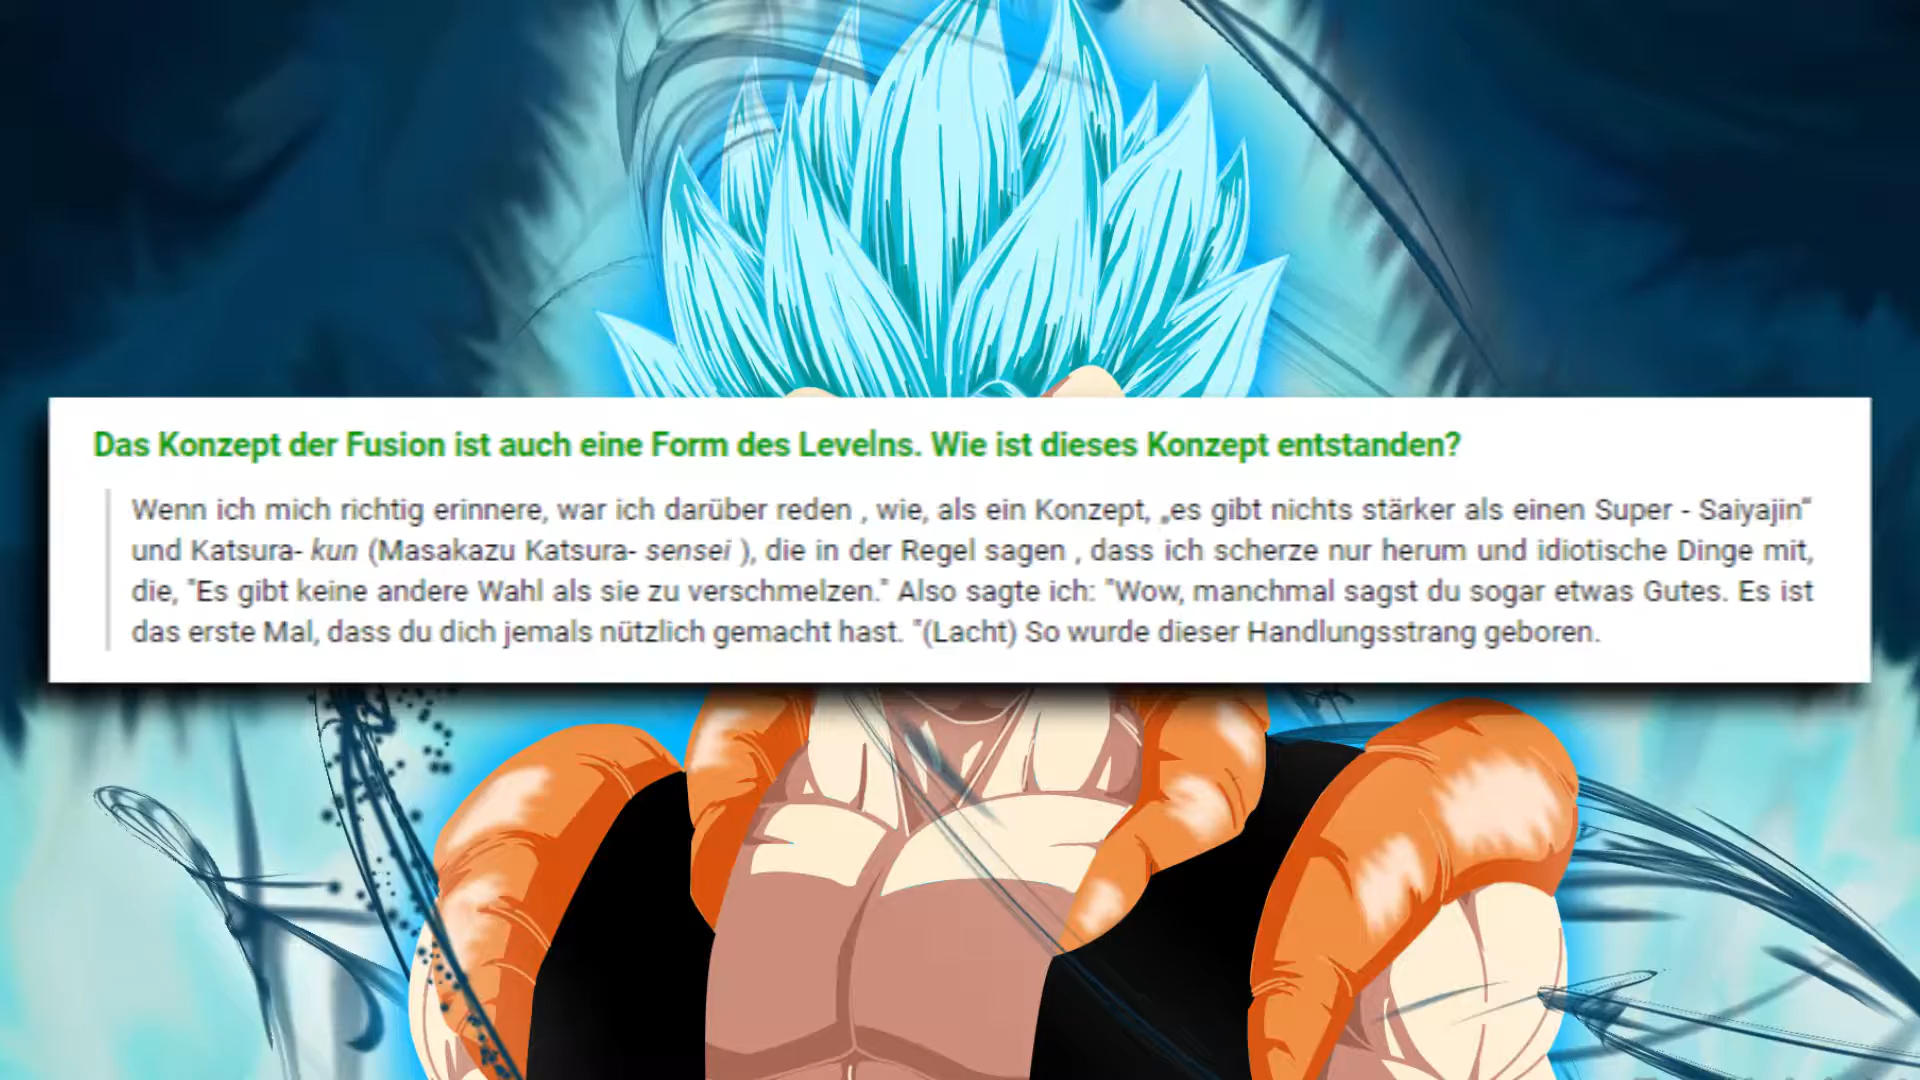 Das Konzept der Fusion ist auch eine Form des Levelns. Wie ist dieses Konzept entstanden?
Wenn ich mich richtig erinnere, war ich darüber reden , wie, als ein Konzept, „es gibt nichts stärker als einen Super - Saiyajin“
und Katsura- kun (Masakazu Katsura- sensei ), die in der Regel sagen , dass ich scherze nur herum und idiotische Dinge mit,
die, "Es gibt keine andere Wahl als sie zu verschmelzen." Also sagte ich: "Wow, manchmal sagst du sogar etwas Gutes. Es ist
das erste Mal, dass du dich jemals nützlich gemacht hast. "(Lacht) So wurde dieser Handlungsstrang geboren.